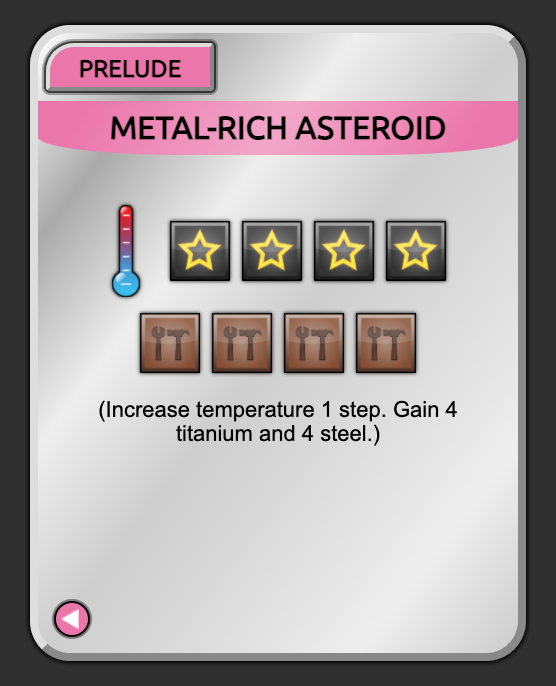 PRELUDE
METAL-RICH ASTEROID
(Increase temperature 1 step. Gain 4
titanium and 4 steel.)